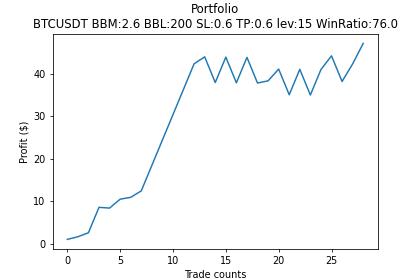 Portfolio
BTCUSDT BBM:2.6 BBL:200 SL:0.6 TP:0.6 lev:15 WinRatio:76.0
Profit ($)
40
30
20
10
0
0 5 10 15 20 25
Trade counts